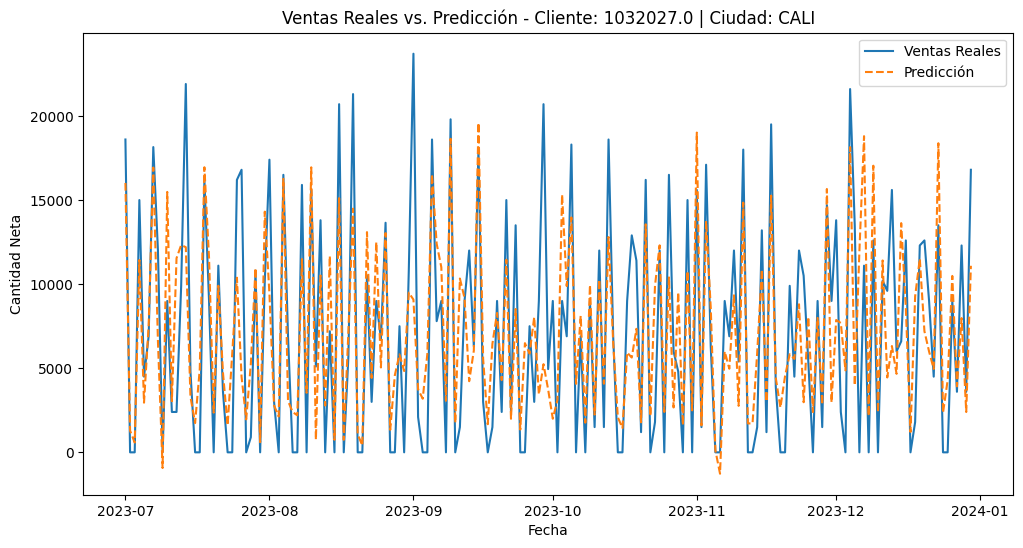 Ventas Reales vs. Predicción - Cliente: 1032027.0 | Ciudad: CALI
Ventas Reales
Predicción
Cantidad Neta
20000
15000
10000
5000
0
2023-07
2023-08
2023-09
2023-10
2023-11
2023-12
2024-01
Fecha